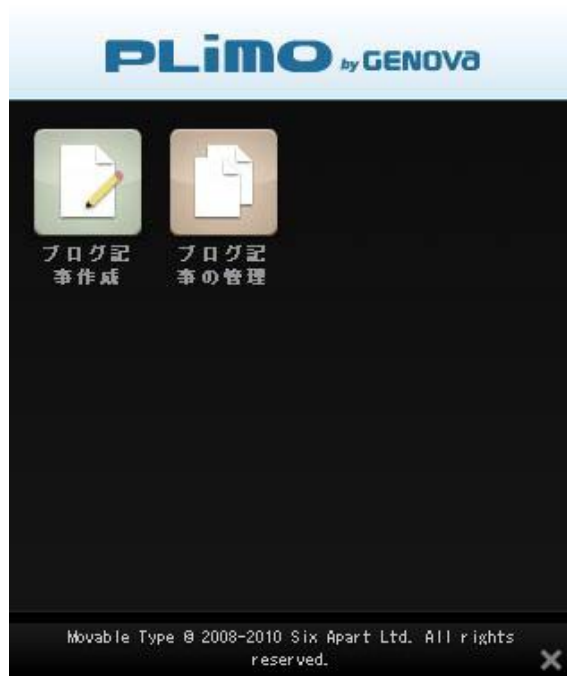 PLiMO by GENOVA
ブログ記
事作成
ブログ記
事の管理
Movable Type @ 2008-2010 Six Apart Ltd. All rights
reserved.